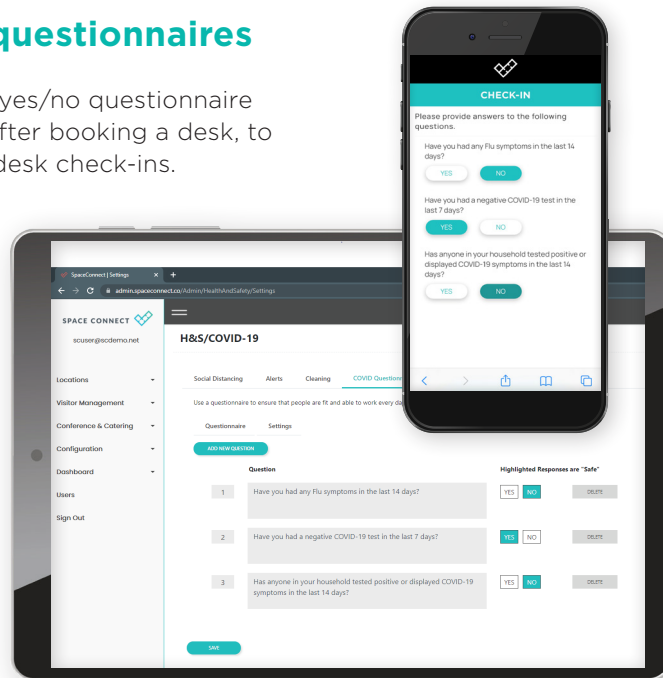 questionnaires
yes/no questionnaire
fter booking a desk, to
desk check-ins.
CHECK-IN
Please provide answers to the following
questions.
Have you had any Flu symptoms in the last 14
days?
YES NO
Have you had a negative COVID-19 test in the
last 7 days?
YES NO
Has anyone in your household tested positive or
displayed COVID-19 symptoms in the last 14
days?
YES NO
SpaceConnect | Settings
admin.spaceconnect.co/Admin/HealthAndSafety/Settings
SPACE CONNECT
scuser@scdemo.net
Locations
Visitor Management
Conference & Catering
Configuration
Dashboard
Users
Sign Out
H&S/COVID-19
Social Distancing Alerts Cleaning COVID Question
Use a questionnaire to ensure that people are fit and able to work every da
Questionnaire Settings
ADD NEW QUESTION
Question Highlighted Responses are "Safe"
1 Have you had any Flu symptoms in the last 14 days? YES NO DELETE
2 Have you had a negative COVID-19 test in the last 7 days? YES NO DELETE
3 Has anyone in your household tested positive or displayed COVID-19
symptoms in the last 14 days? YES NO DELETE
SAVE